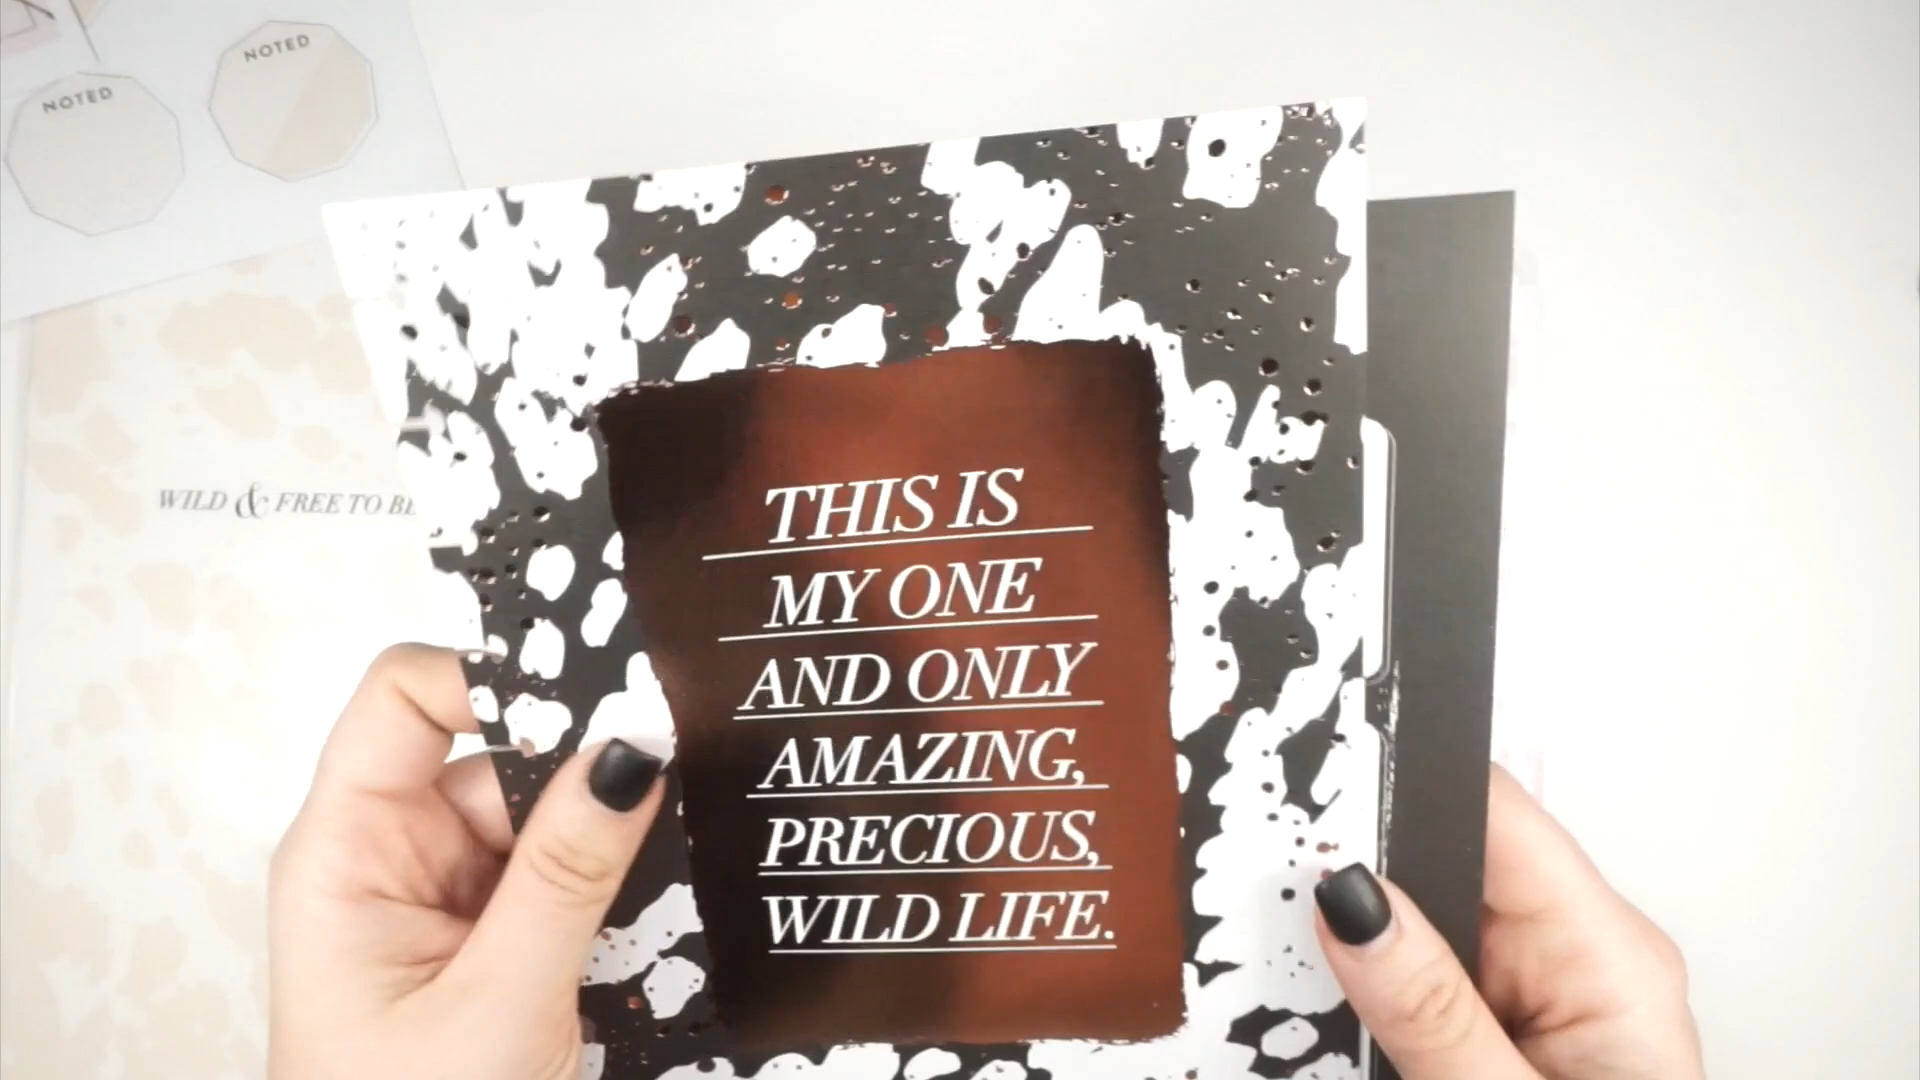 NOTED
NOTED
WILD & FREE TO BE
THIS IS
MY ONE
AND ONLY
AMAZING,
PRECIOUS,
WILD LIFE.